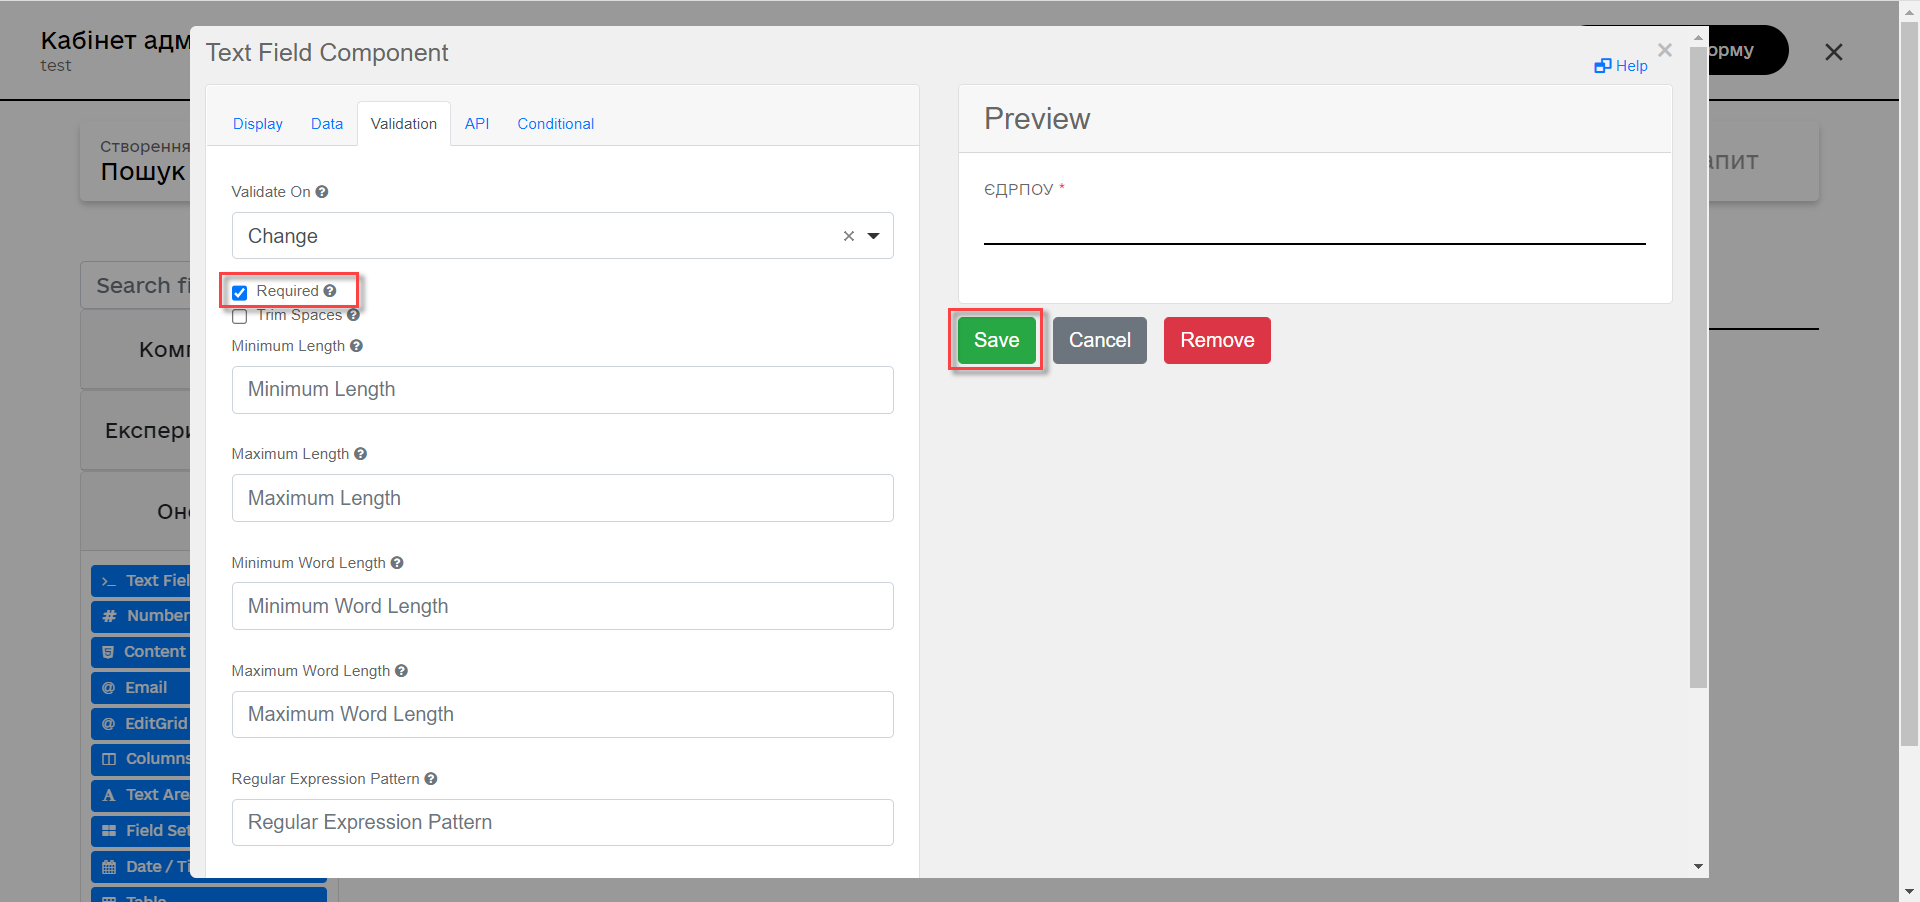 Кабінет адм
test
Text Field Component
Help
орму
Display Data Validation API Conditional
Preview
Створення
Пошук
апит
Validate On
Change
ЄДРПОУ *
Required
Trim Spaces
Minimum Length
Minimum Length
Save Cancel Remove
Maximum Length
Maximum Length
Minimum Word Length
Minimum Word Length
Maximum Word Length
Maximum Word Length
Regular Expression Pattern
Regular Expression Pattern
Search fi
Комп
Експери
Оно
Text Fiel
Number
Content
Email
EditGrid
Columns
Text Are
Field Set
Date / Ti
Table